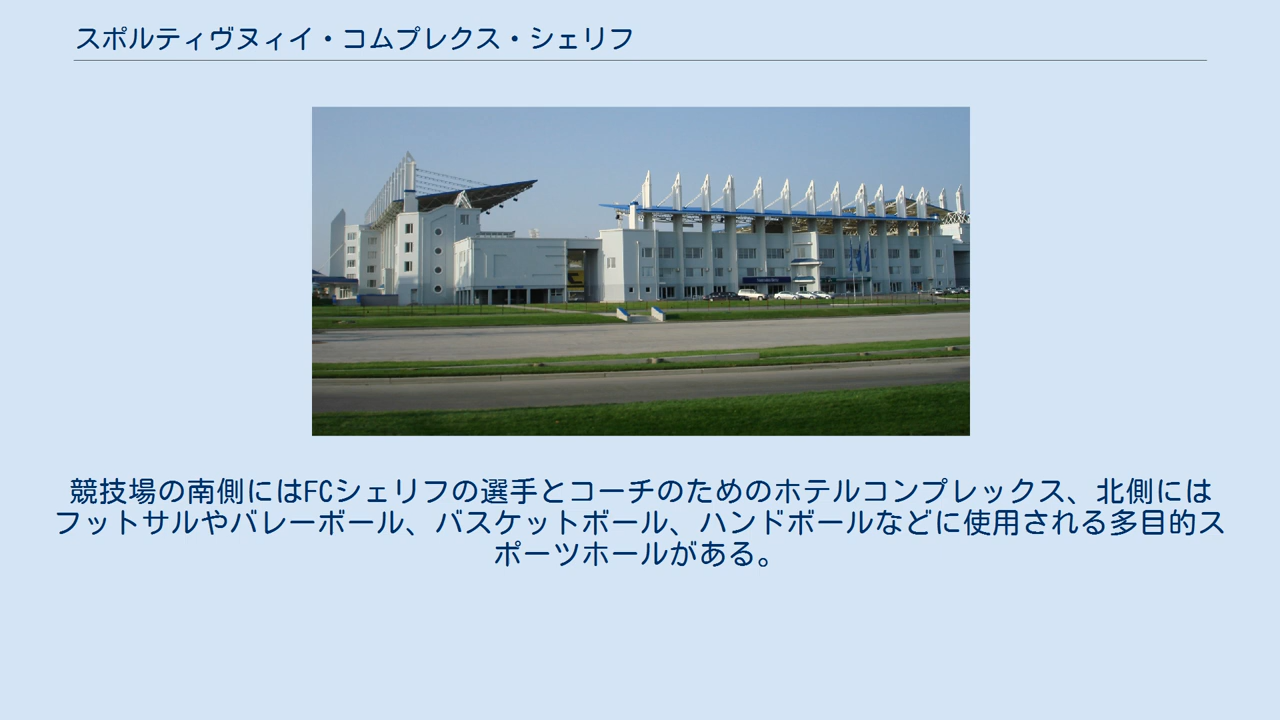 スポルティヴヌィイ・コムプレクス・シェリフ
競技場の南側にはFCシェリフの選手とコーチのためのホテルコンプレックス、北側には
フットサルやバレーボール、バスケットボール、ハンドボールなどに使用される多目的ス
ポーツホールがある。